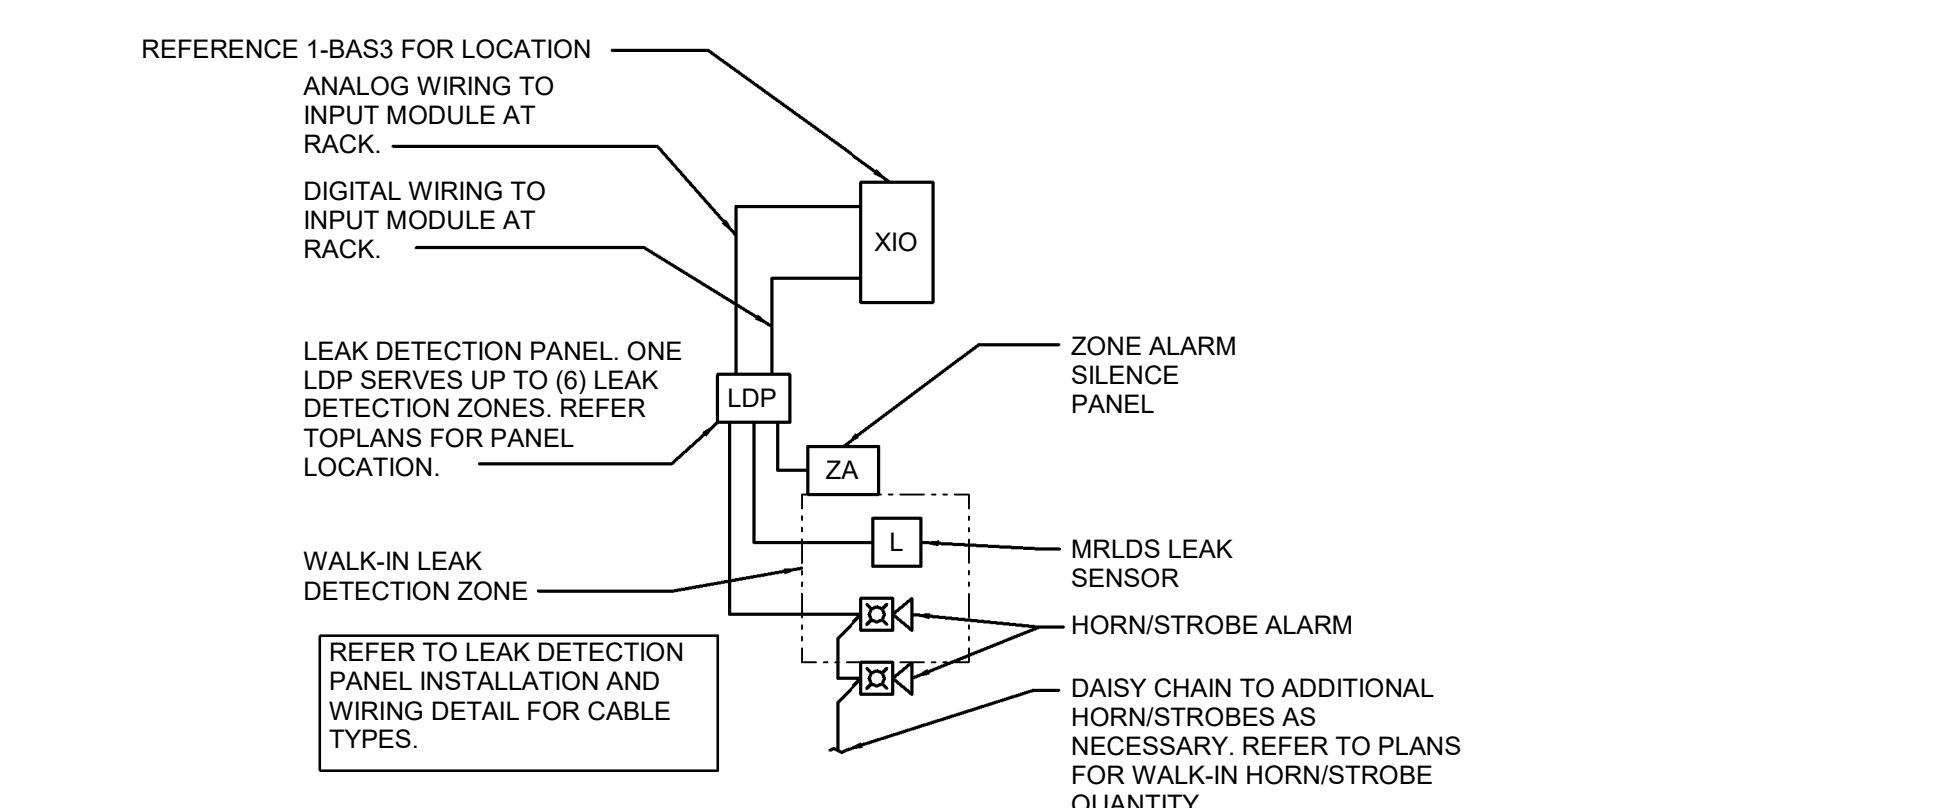 REFERENCE 1-BAS3 FOR LOCATION
ANALOG WIRING TO
INPUT MODULE AT
RACK.
DIGITAL WIRING TO
INPUT MODULE AT
RACK.
XIO
LEAK DETECTION PANEL. ONE
LDP SERVES UP TO (6) LEAK
DETECTION ZONES. REFER
TOPLANS FOR PANEL
LOCATION.
LDP
ZONE ALARM
SILENCE
PANEL
ZA
WALK-IN LEAK
DETECTION ZONE
L
MRLDS LEAK
SENSOR
HORN/STROBE ALARM
REFER TO LEAK DETECTION
PANEL INSTALLATION AND
WIRING DETAIL FOR CABLE
TYPES.
DAISY CHAIN TO ADDITIONAL
HORN/STROBES AS
NECESSARY. REFER TO PLANS
FOR WALK-IN HORN/STROBE
QUANTITY